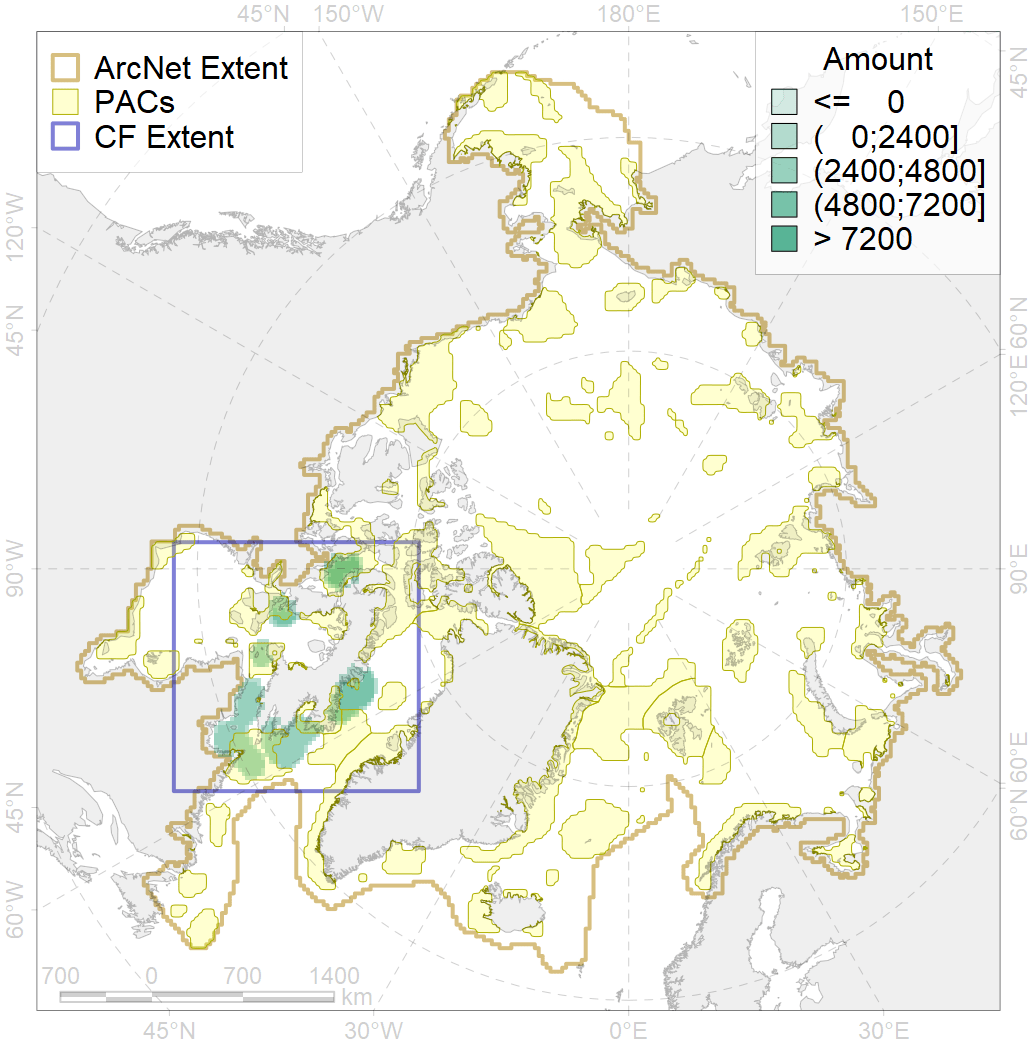 45°N 150°W 180°E 150°E
ArcNet Extent
PACs
CF Extent
Amount
<= 0
( 0;2400]
(2400;4800]
(4800;7200]
> 7200
45°N
120°W
45°N
60°N
120°E
90°W
90°E
45°N
60°E
60°N
60°W
700 0 700 1400
km
45°N 30°W 0°E 30°E